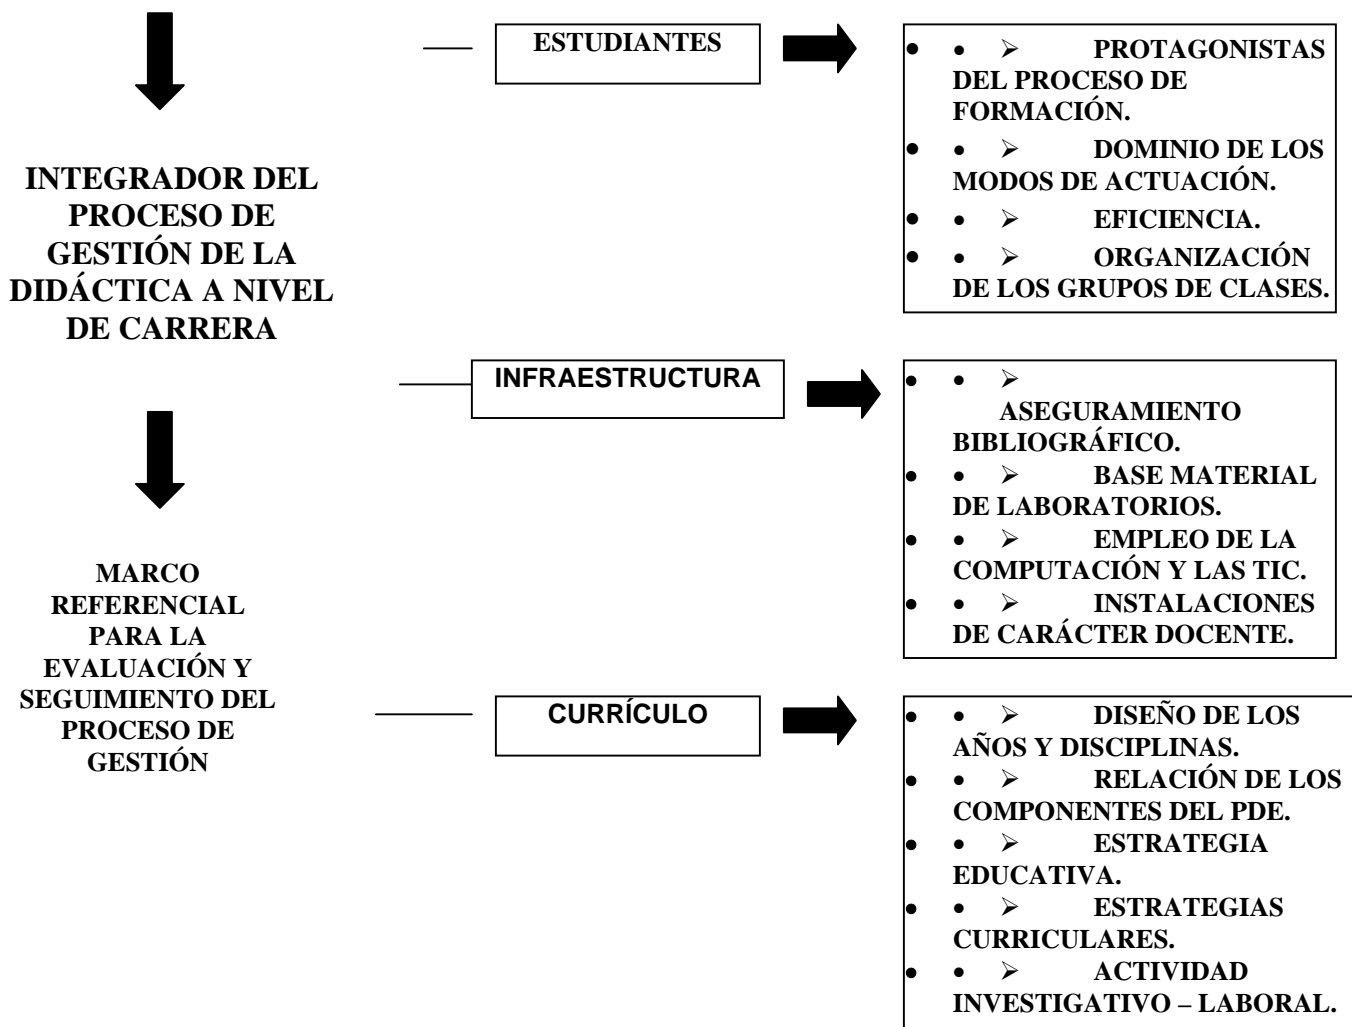 INTEGRADOR DEL
PROCESO DE
GESTIÓN DE LA
DIDÁCTICA A NIVEL
DE CARRERA
MARCO
REFERENCIAL
PARA LA
EVALUACIÓN Y
SEGUIMIENTO DEL
PROCESO DE
GESTIÓN
ESTUDIANTES
• • ➢ PROTAGONISTAS
DEL PROCESO DE
FORMACIÓN.
• • ➢ DOMINIO DE LOS
MODOS DE ACTUACIÓN.
• • ➢ EFICIENCIA.
• • ➢ ORGANIZACIÓN
DE LOS GRUPOS DE CLASES.
INFRAESTRUCTURA
• • ➢
ASEGURAMIENTO
BIBLIOGRÁFICO.
• • ➢ BASE MATERIAL
DE LABORATORIOS.
• • ➢ EMPLEO DE LA
COMPUTACIÓN Y LAS TIC.
• • ➢ INSTALACIONES
DE CARÁCTER DOCENTE.
CURRÍCULO
• • ➢ DISEÑO DE LOS
AÑOS Y DISCIPLINAS.
• • ➢ RELACIÓN DE LOS
COMPONENTES DEL PDE.
• • ➢ ESTRATEGIA
EDUCATIVA.
• • ➢ ESTRATEGIAS
CURRICULARES.
• • ➢ ACTIVIDAD
INVESTIGATIVO – LABORAL.